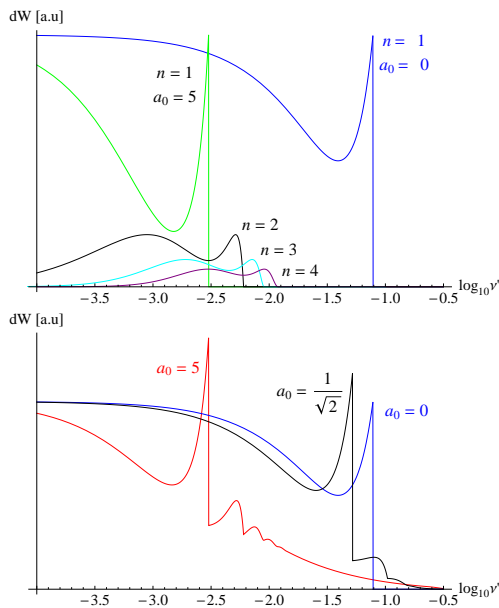 dW [a.u]
n = 1
a₀ = 0
n = 1
a₀ = 5
n = 2
n = 3
n = 4
−3.5 −3.0 −2.5 −2.0 −1.5 −1.0 −0.5
log₁₀ν'
dW [a.u]
a₀ = 5
a₀ = 1/√2
a₀ = 0
−3.5 −3.0 −2.5 −2.0 −1.5 −1.0 −0.5
log₁₀ν'